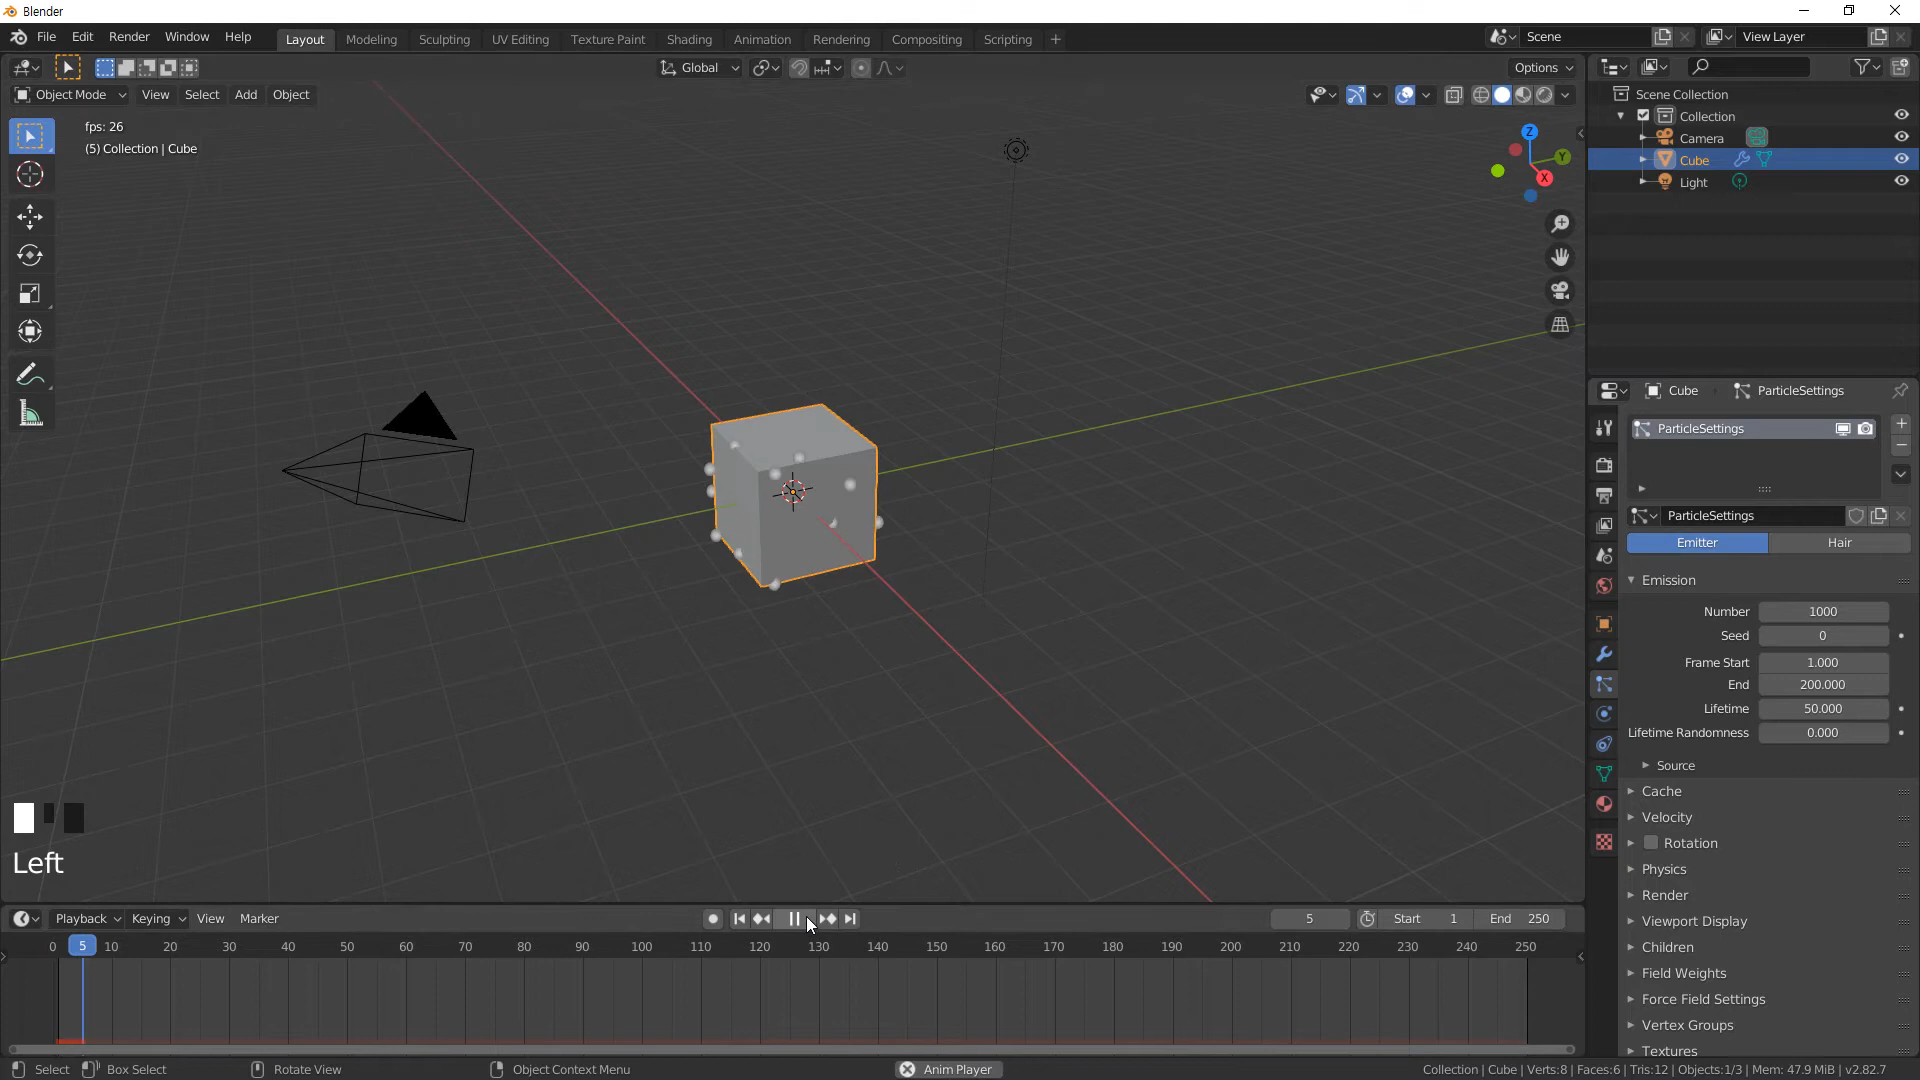 Blender
File Edit Render Window Help
Layout Modeling Sculpting UV Editing Texture Paint Shading Animation Rendering Compositing Scripting +
Scene View Layer
Global
Options
Object Mode View Select Add Object
fps: 26
(5) Collection | Cube
Z
Y
X
Scene Collection
Collection
Camera
Cube
Light
Cube ParticleSettings
ParticleSettings
ParticleSettings
Emitter Hair
Emission
Number 1000
Seed 0
Frame Start 1.000
End 200.000
Lifetime 50.000
Lifetime Randomness 0.000
Source
Cache
Velocity
Rotation
Physics
Render
Viewport Display
Children
Field Weights
Force Field Settings
Vertex Groups
Textures
Left
Playback Keying View Marker
5 Start 1 End 250
0 5 10 20 30 40 50 60 70 80 90 100 110 120 130 140 150 160 170 180 190 200 210 220 230 240 250
Select Box Select Rotate View Object Context Menu Anim Player Collection | Cube | Verts:8 | Faces:6 | Tris:12 | Objects:1/3 | Mem: 47.9 MiB | v2.82.7